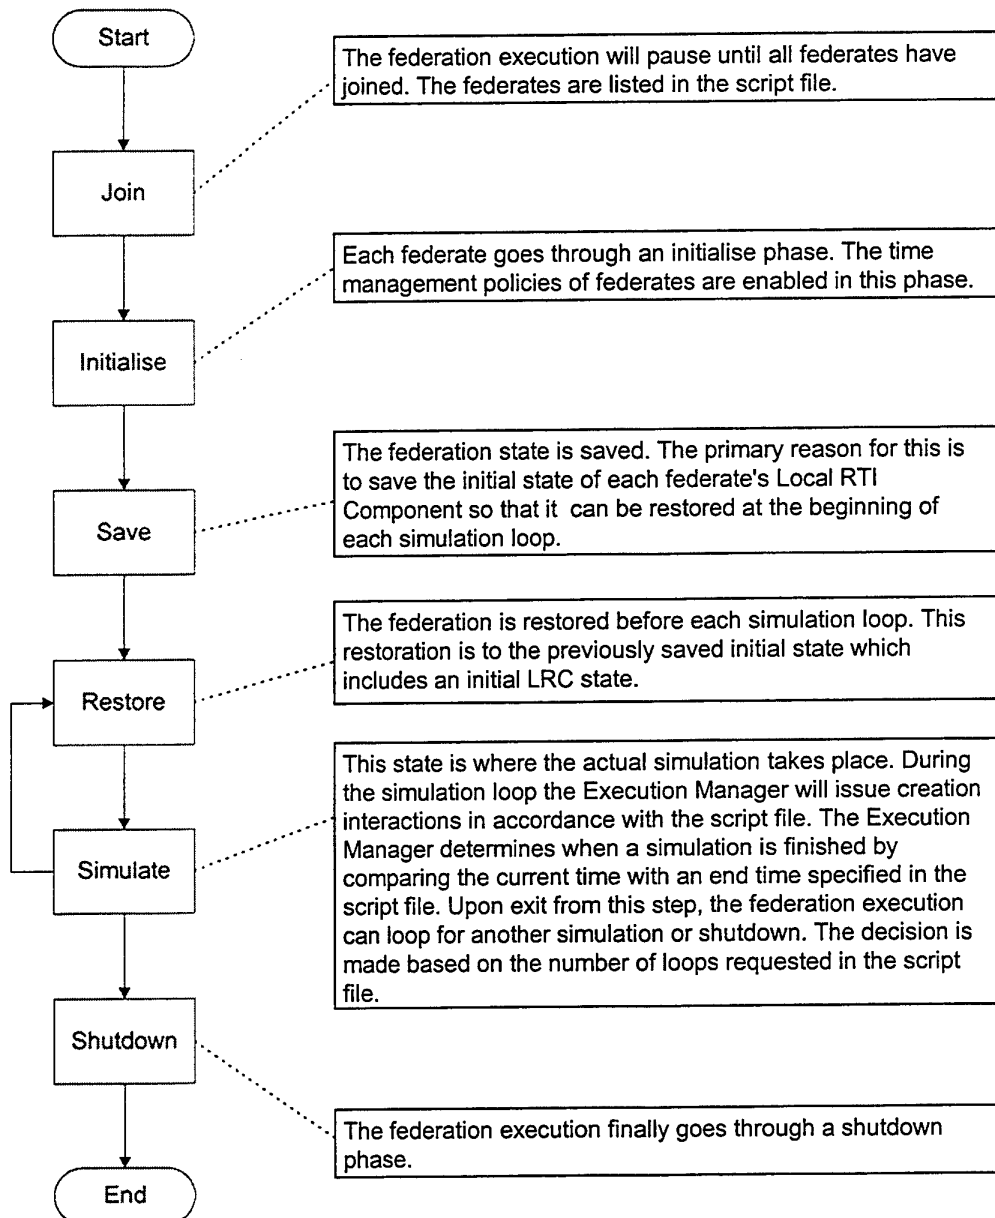 Start
The federation execution will pause until all federates have
joined. The federates are listed in the script file.
Join
Each federate goes through an initialise phase. The time
management policies of federates are enabled in this phase.
Initialise
The federation state is saved. The primary reason for this is
to save the initial state of each federate's Local RTI
Component so that it can be restored at the beginning of
each simulation loop.
Save
The federation is restored before each simulation loop. This
restoration is to the previously saved initial state which
includes an initial LRC state.
Restore
This state is where the actual simulation takes place. During
the simulation loop the Execution Manager will issue creation
interactions in accordance with the script file. The Execution
Manager determines when a simulation is finished by
comparing the current time with an end time specified in the
script file. Upon exit from this step, the federation execution
can loop for another simulation or shutdown. The decision is
made based on the number of loops requested in the script
file.
Simulate
Shutdown
The federation execution finally goes through a shutdown
phase.
End